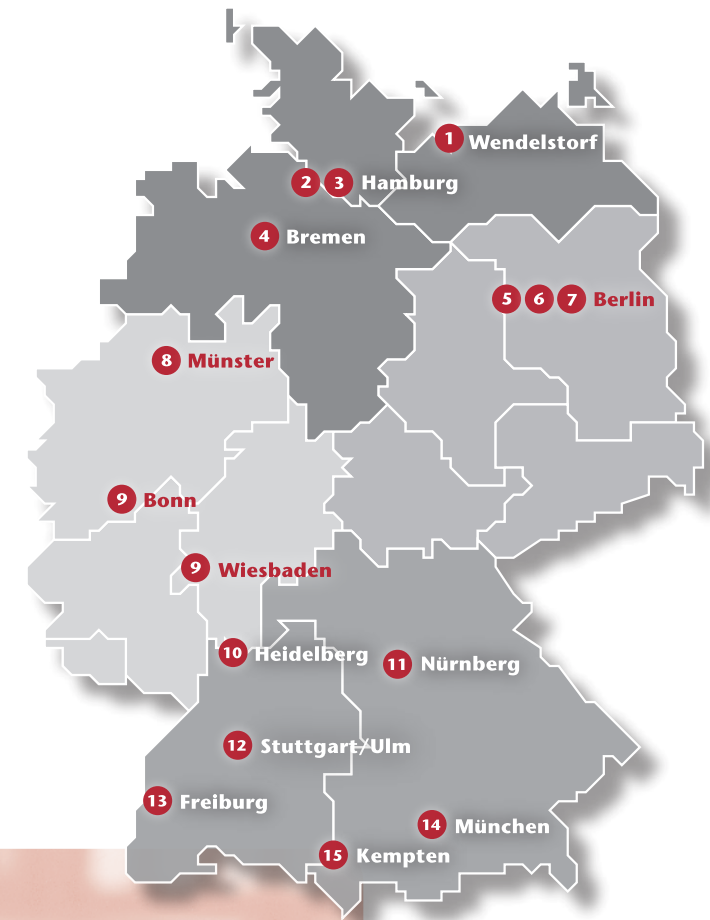 1 Wendelstorf
2 3 Hamburg
4 Bremen
5 6 7 Berlin
8 Münster
9 Bonn
9 Wiesbaden
10 Heidelberg
11 Nürnberg
12 Stuttgart/Ulm
13 Freiburg
14 München
15 Kempten